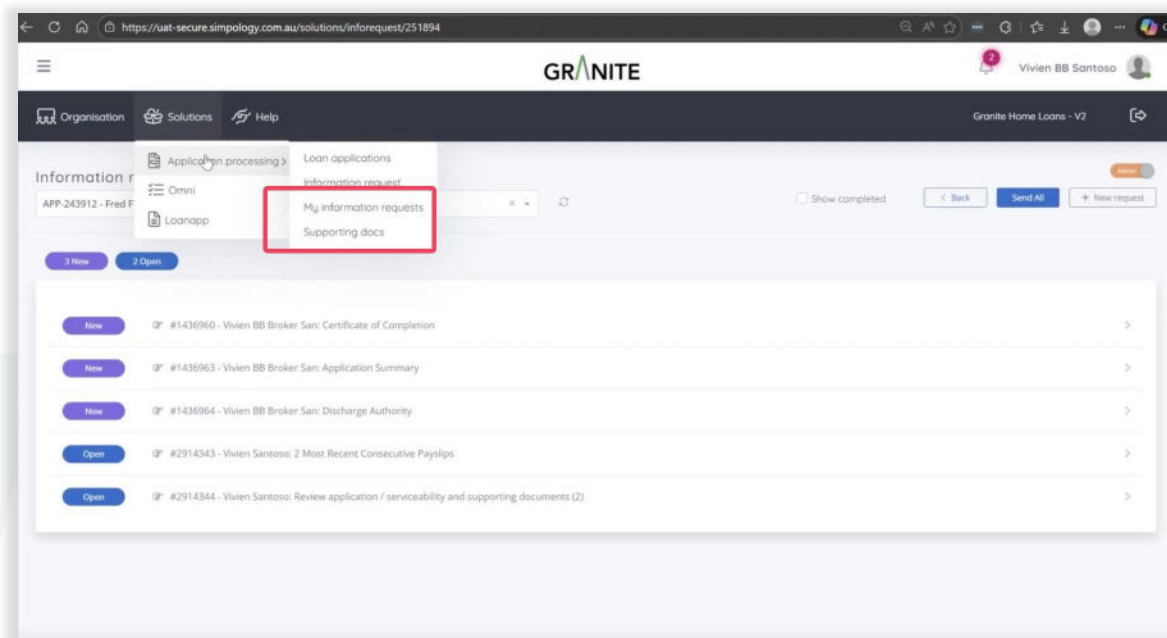 https://uat-secure.simpology.com.au/solutions/inforequest/251894
GRANITE
2
Vivien BB Santoso
Organisation
Solutions
Help
Granite Home Loans - V2
Application processing >
Omni
Loanapp
Loan applications
Information request
My information requests
Supporting docs
Information r
APP-243912 - Fred F
Show completed
< Back
Send All
+ New request
Admin
3 New
2 Open
New #1436960 - Vivien BB Broker San: Certificate of Completion
New #1436963 - Vivien BB Broker San: Application Summary
New #1436964 - Vivien BB Broker San: Discharge Authority
Open #2914343 - Vivien Santoso: 2 Most Recent Consecutive Payslips
Open #2914344 - Vivien Santoso: Review application / serviceability and supporting documents (2)